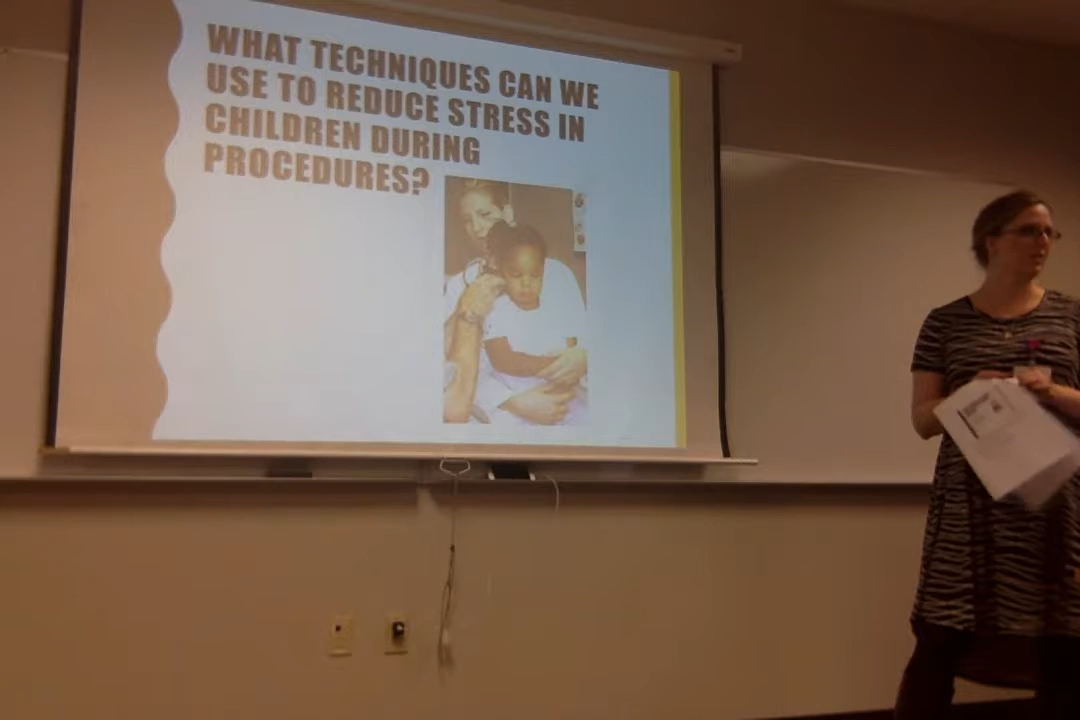 WHAT TECHNIQUES CAN WE
USE TO REDUCE STRESS IN
CHILDREN DURING
PROCEDURES?